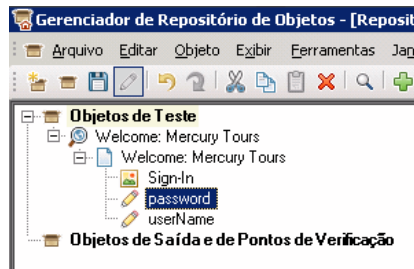 Gerenciador de Repositório de Objetos - [Reposit
Arquivo Editar Objeto Exibir Ferramentas Jan
Objetos de Teste
Welcome: Mercury Tours
Welcome: Mercury Tours
Sign-In
password
userName
Objetos de Saída e de Pontos de Verificação